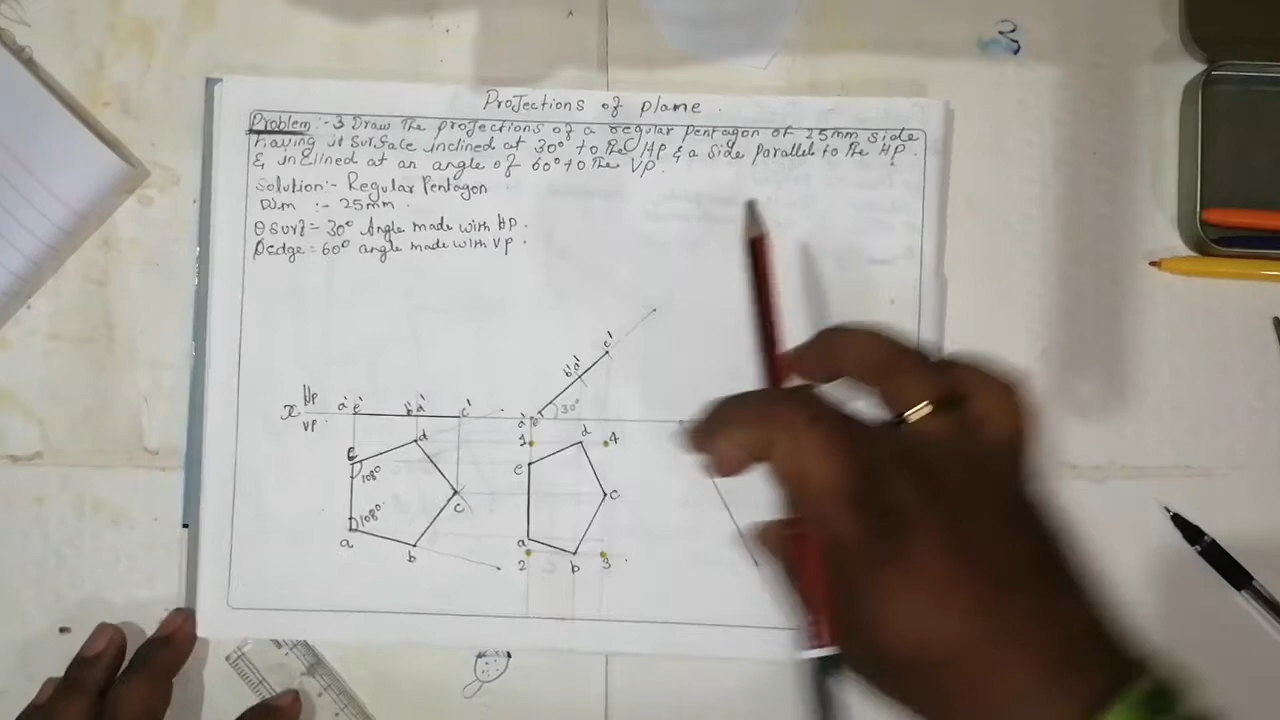 3
Projections of plane.
Problem:-3 Draw The projections of a regular Pentagon of 25mm side
having it surface inclined at 30° to the HP & a side Parallel to the HP.
& inclined at an angle of 60° to the VP.
Solution:- Regular Pentagon
Dim :- 25mm.
θsurf = 30° Angle made with HP.
Øedge = 60° angle made with VP.
c'
b'd'
30°
x HP
VP
a' e' b' d' c' a' e'
1 d 4
E d e
108°
c c
108°
a b a b
2 3